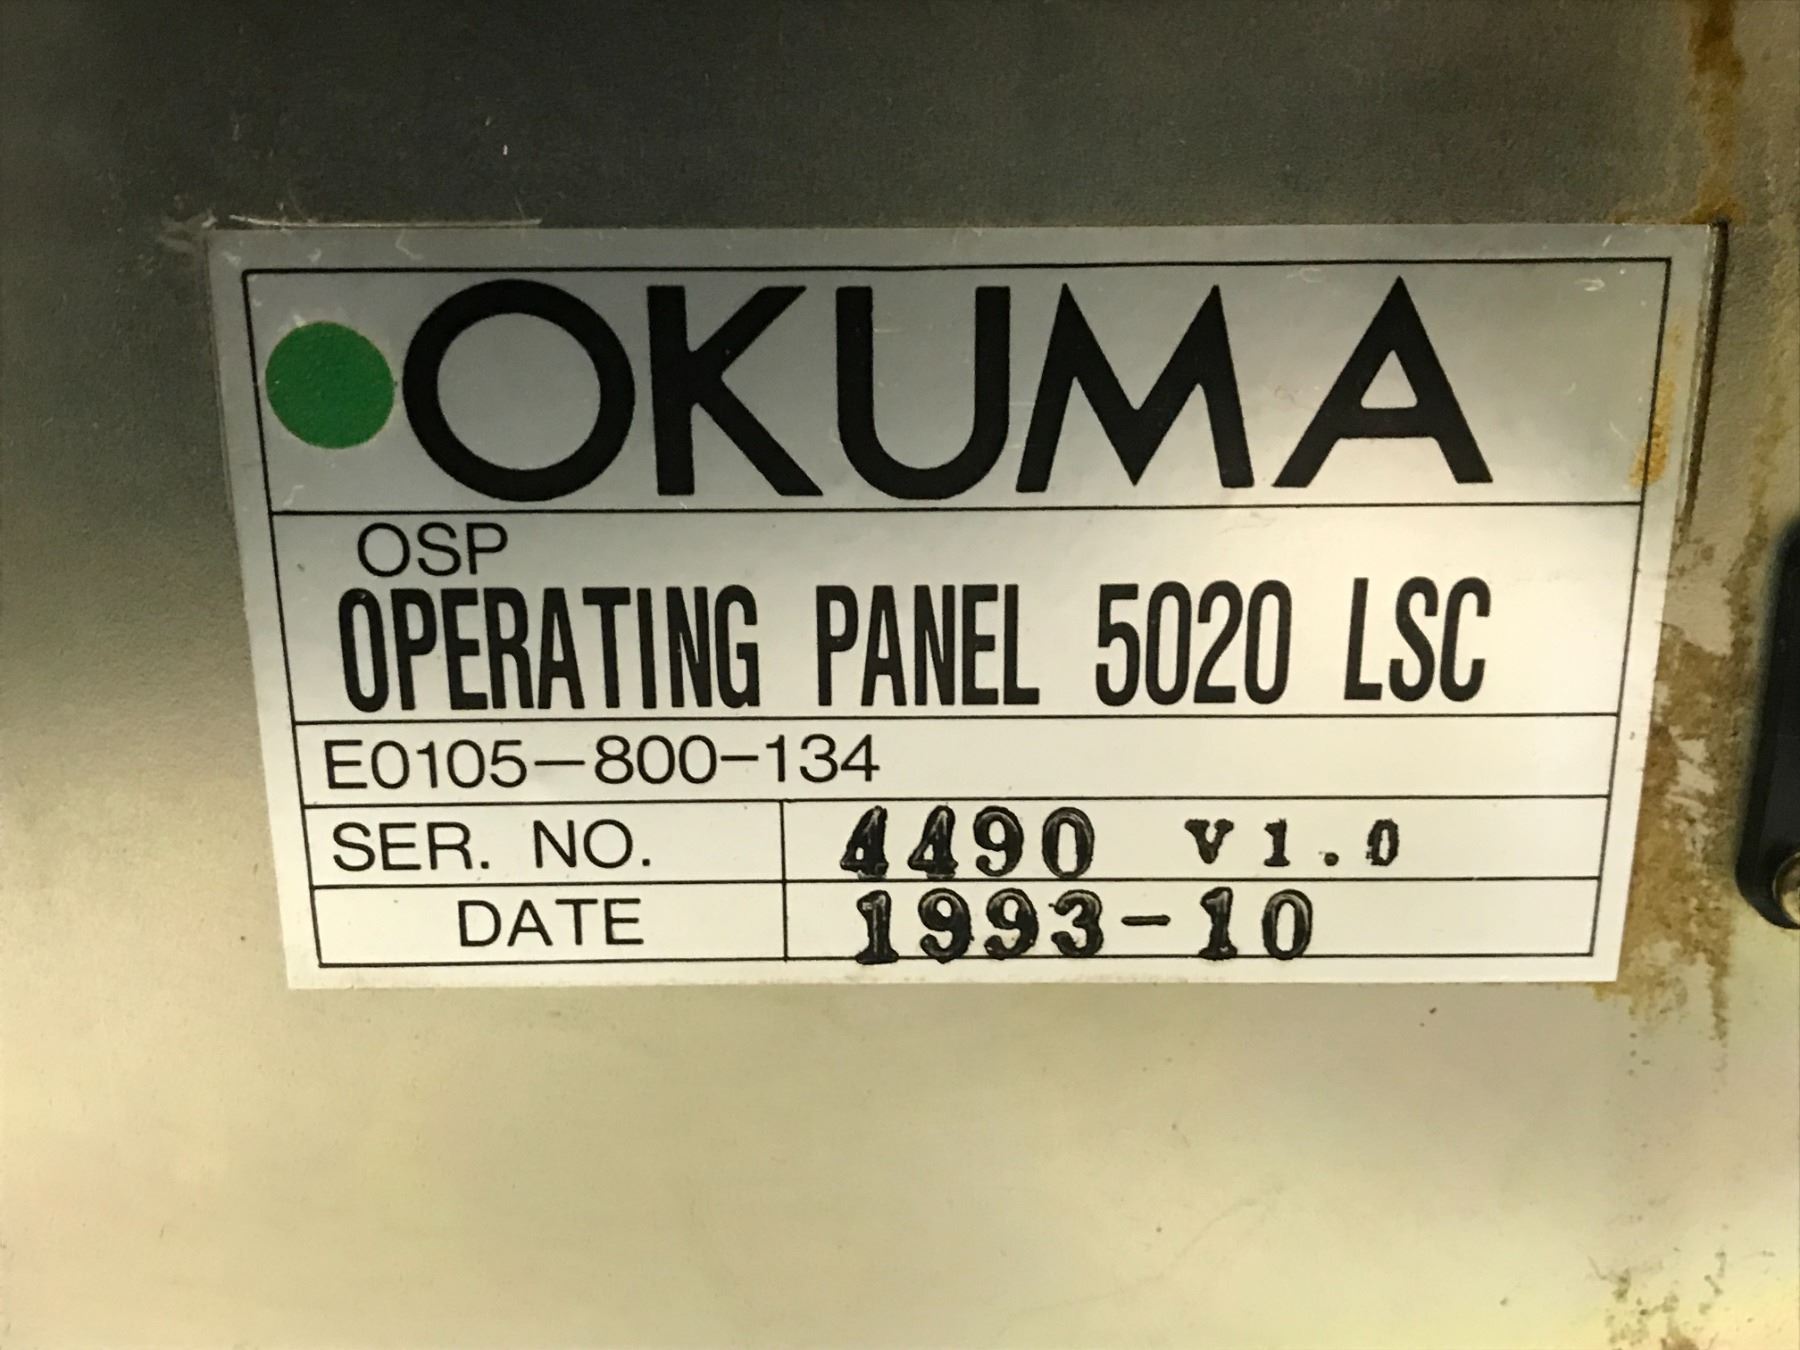 OKUMA
OSP
OPERATING PANEL 5020 LSC
E0105-800-134
SER. NO. 4490 V1.0
DATE 1993-10